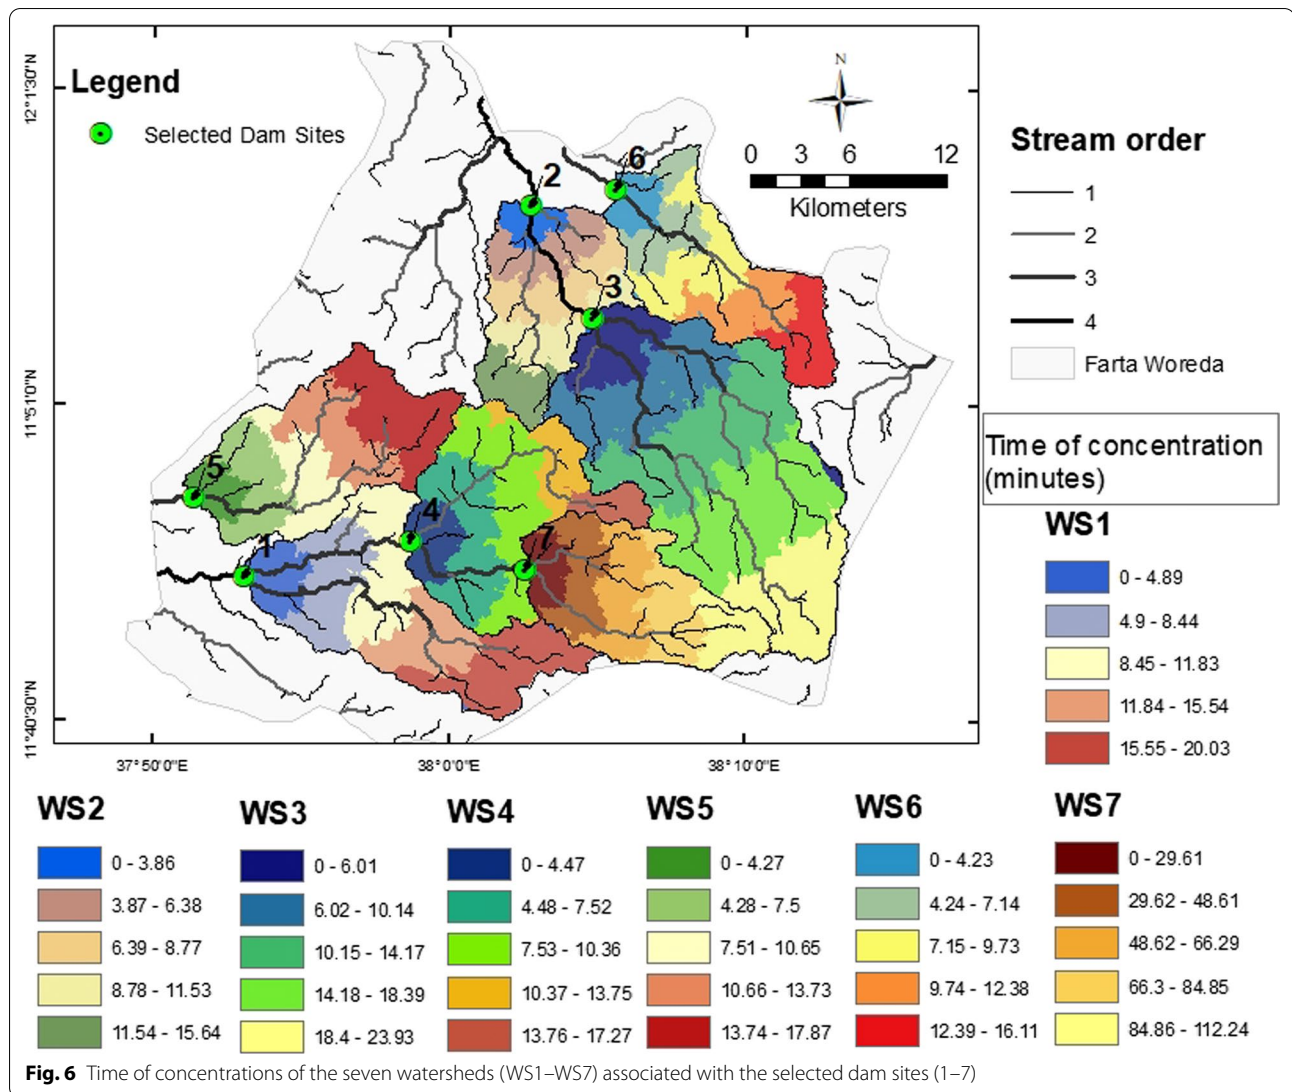 Legend
Selected Dam Sites
N
0 3 6 12
Kilometers
12°1'30"N
11°51'0"N
11°40'30"N
37°50'0"E
38°0'0"E
38°10'0"E
2
6
3
5
4
1
7
Stream order
1
2
3
4
Farta Woreda
Time of concentration
(minutes)
WS1
0 - 4.89
4.9 - 8.44
8.45 - 11.83
11.84 - 15.54
15.55 - 20.03
WS2
0 - 3.86
3.87 - 6.38
6.39 - 8.77
8.78 - 11.53
11.54 - 15.64
WS3
0 - 6.01
6.02 - 10.14
10.15 - 14.17
14.18 - 18.39
18.4 - 23.93
WS4
0 - 4.47
4.48 - 7.52
7.53 - 10.36
10.37 - 13.75
13.76 - 17.27
WS5
0 - 4.27
4.28 - 7.5
7.51 - 10.65
10.66 - 13.73
13.74 - 17.87
WS6
0 - 4.23
4.24 - 7.14
7.15 - 9.73
9.74 - 12.38
12.39 - 16.11
WS7
0 - 29.61
29.62 - 48.61
48.62 - 66.29
66.3 - 84.85
84.86 - 112.24
Fig. 6 Time of concentrations of the seven watersheds (WS1–WS7) associated with the selected dam sites (1–7)